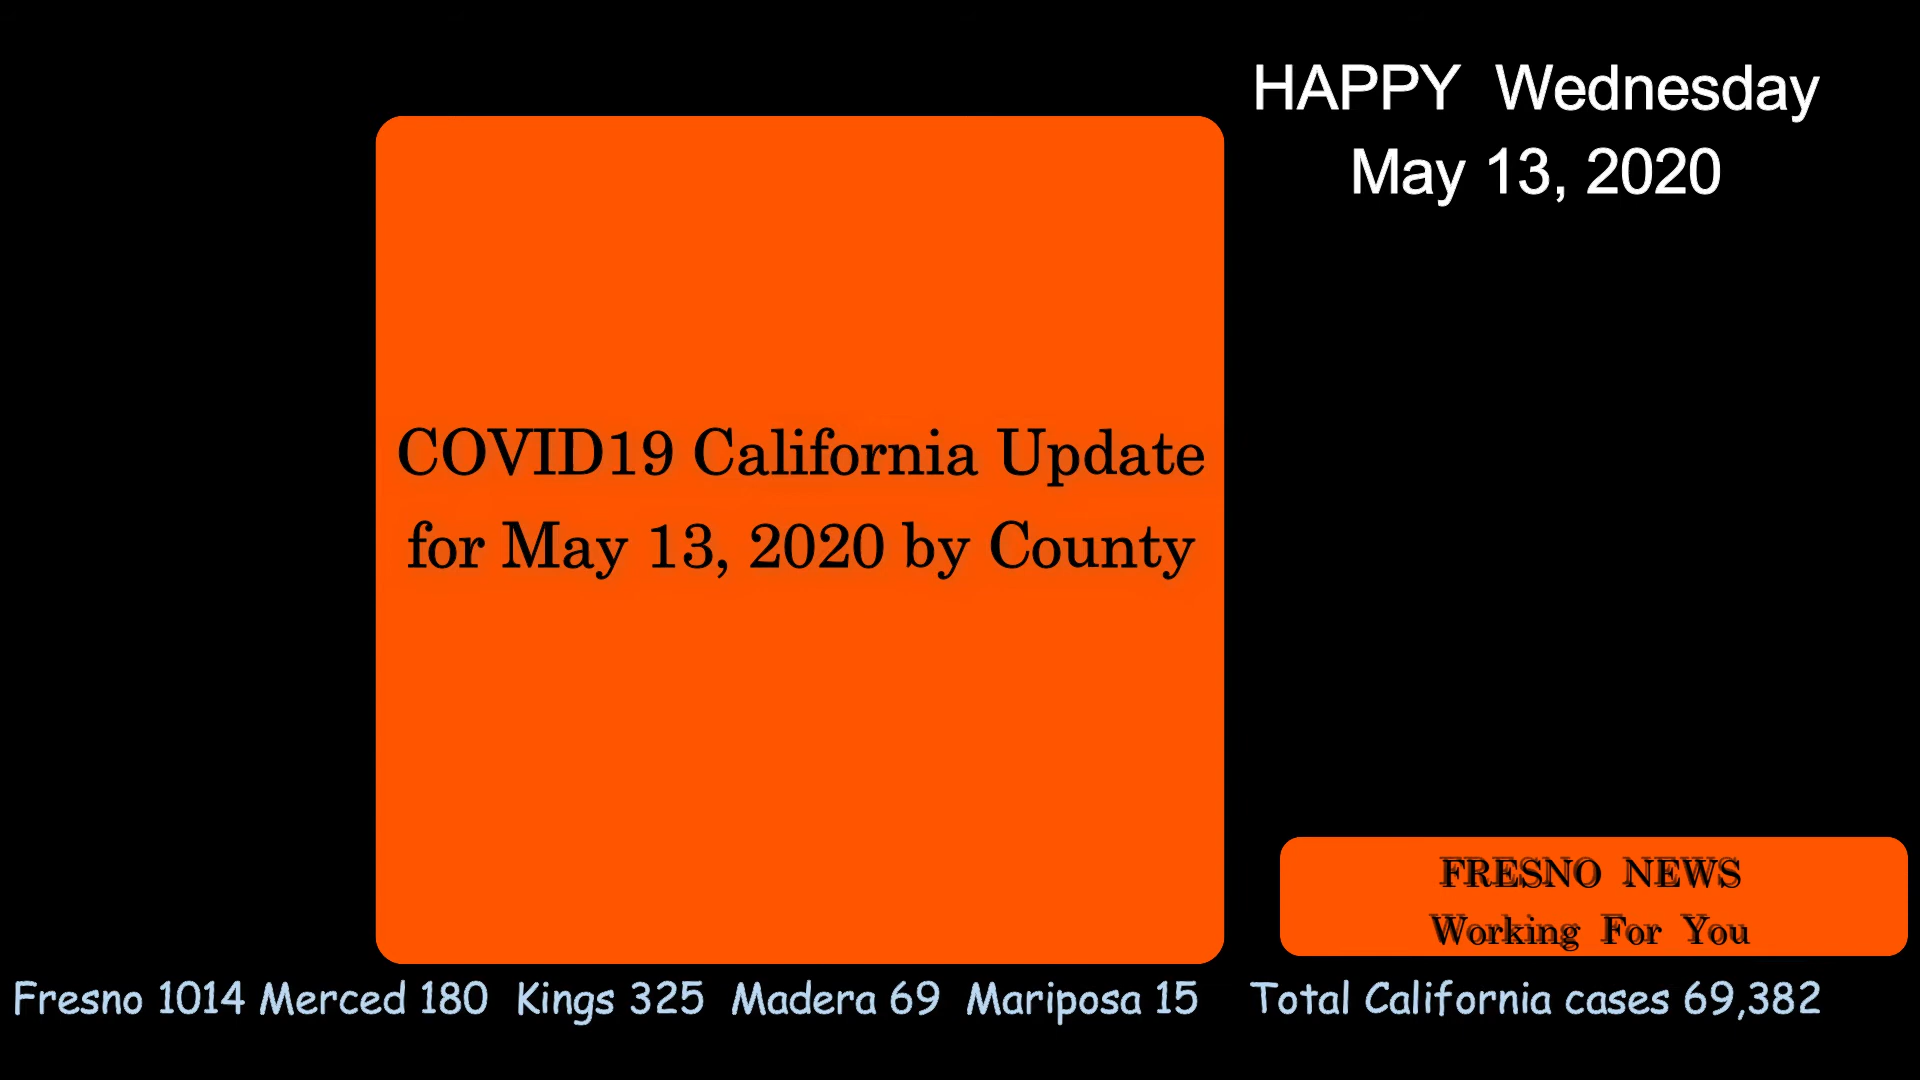 HAPPY Wednesday
May 13, 2020
COVID19 California Update
for May 13, 2020 by County
FRESNO NEWS
Working For You
Fresno 1014 Merced 180 Kings 325 Madera 69 Mariposa 15 Total California cases 69,382